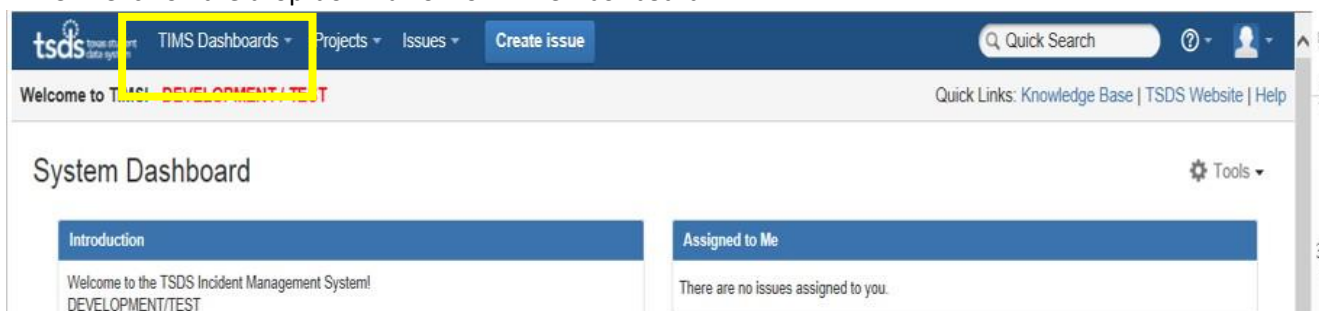 tsds texas student data system TIMS Dashboards Projects Issues Create issue Quick Search
Welcome to TIMS! DEVELOPMENT / TEST Quick Links: Knowledge Base | TSDS Website | Help
System Dashboard Tools
Introduction
Welcome to the TSDS Incident Management System!
DEVELOPMENT/TEST
Assigned to Me
There are no issues assigned to you.